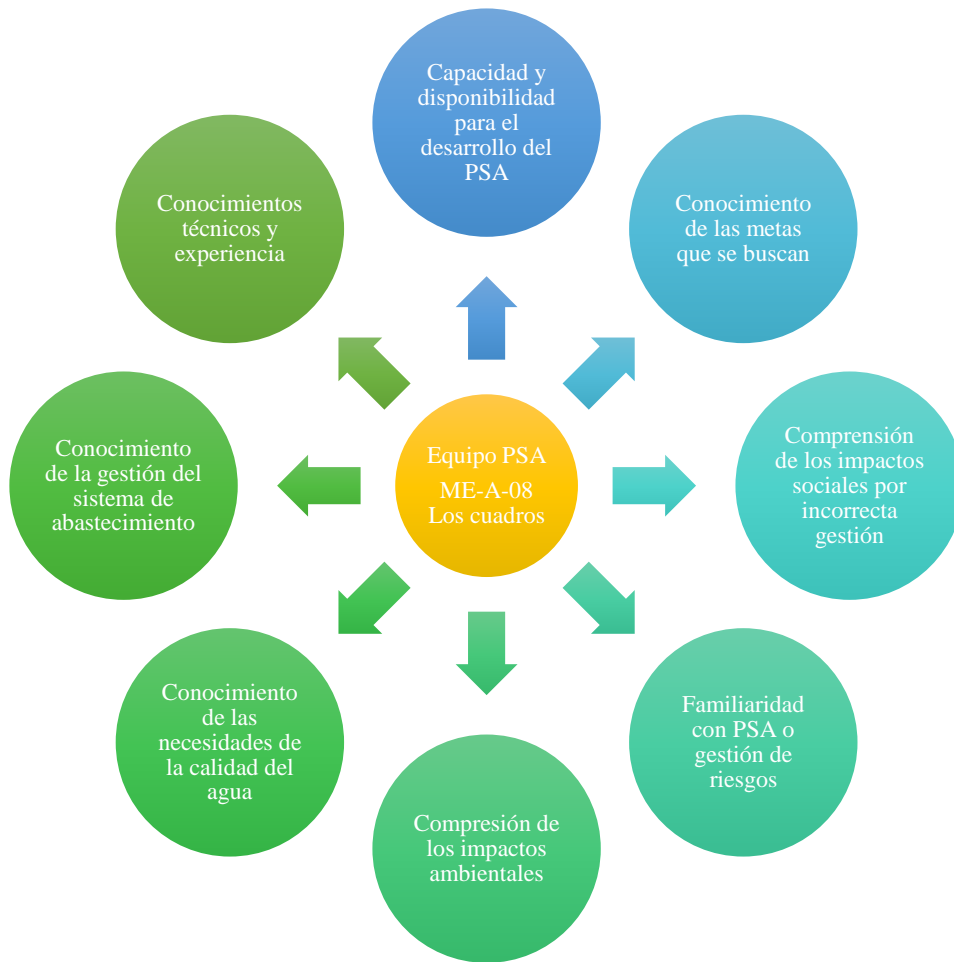 Capacidad y
disponibilidad
para el
desarrollo del
PSA
Conocimiento
de las metas
que se buscan
Comprensión
de los impactos
sociales por
incorrecta
gestión
Familiaridad
con PSA o
gestión de
riesgos
Compresión de
los impactos
ambientales
Conocimiento
de las
necesidades de
la calidad del
agua
Conocimiento
de la gestión del
sistema de
abastecimiento
Conocimientos
técnicos y
experiencia
Equipo PSA
ME-A-08
Los cuadros